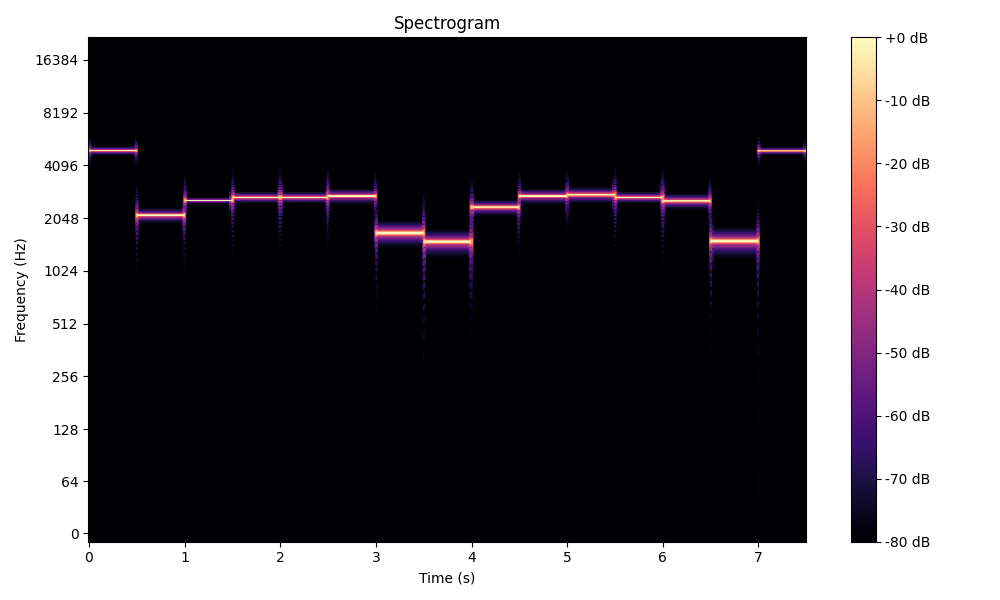 Spectrogram
16384
8192
4096
2048
1024
512
256
128
64
0
Frequency (Hz)
0 1 2 3 4 5 6 7
Time (s)
+0 dB
-10 dB
-20 dB
-30 dB
-40 dB
-50 dB
-60 dB
-70 dB
-80 dB